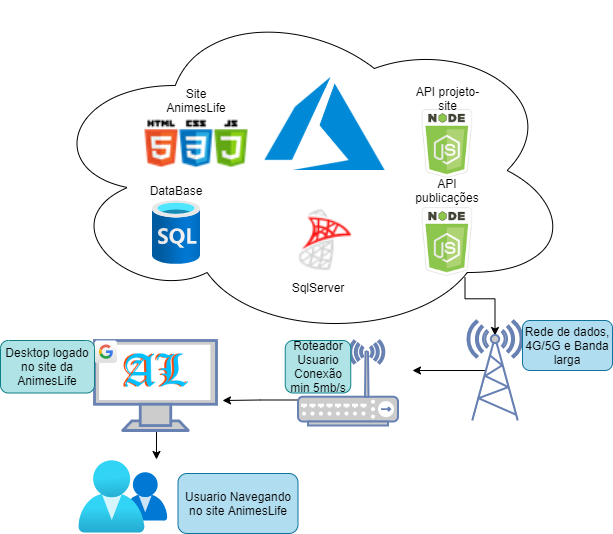 Site
AnimesLife
HTML
CSS
JS
5
3
API projeto-
site
NODE
JS
DataBase
SQL
API
publicações
NODE
JS
SqlServer
Rede de dados,
4G/5G e Banda
larga
Roteador
Usuario
Conexão
min 5mb/s
Desktop logado
no site da
AnimesLife
G
AL
Usuario Navegando
no site AnimesLife